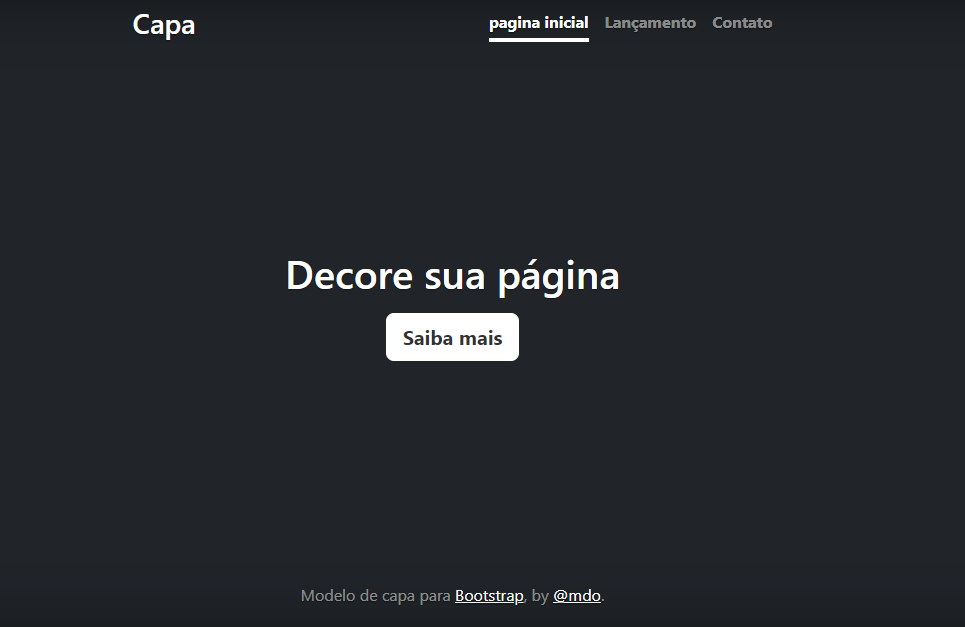 Capa
pagina inicial Lançamento Contato
Decore sua página
Saiba mais
Modelo de capa para Bootstrap, by @mdo.